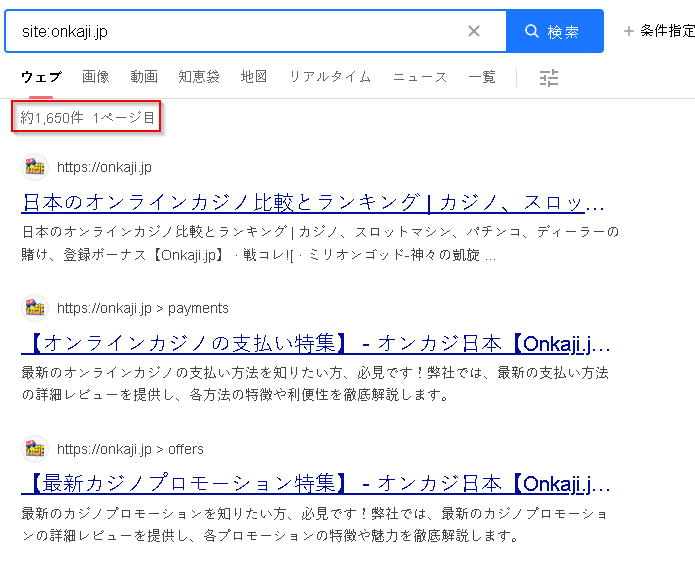 site:onkaji.jp
検索
条件指定
ウェブ 画像 動画 知恵袋 地図 リアルタイム ニュース 一覧
約1,650件 1ページ目
https://onkaji.jp
日本のオンラインカジノ比較とランキング | カジノ、スロッ...
日本のオンラインカジノ比較とランキング | カジノ、スロットマシン、パチンコ、ディーラーの
賭け、登録ボーナス【Onkaji.jp】 · 戦コレ![ · ミリオンゴッド-神々の凱旋 ...
https://onkaji.jp > payments
【オンラインカジノの支払い特集】 - オンカジ日本【Onkaji.j...
最新のオンラインカジノの支払い方法を知りたい方、必見です！弊社では、最新の支払い方法
の詳細レビューを提供し、各方法の特徴や利便性を徹底解説します。
https://onkaji.jp > offers
【最新カジノプロモーション特集】 - オンカジ日本【Onkaji.j...
最新のカジノプロモーションを知りたい方、必見です！弊社では、最新のカジノプロモーショ
ンの詳細レビューを提供し、各プロモーションの特徴や魅力を徹底解説します。